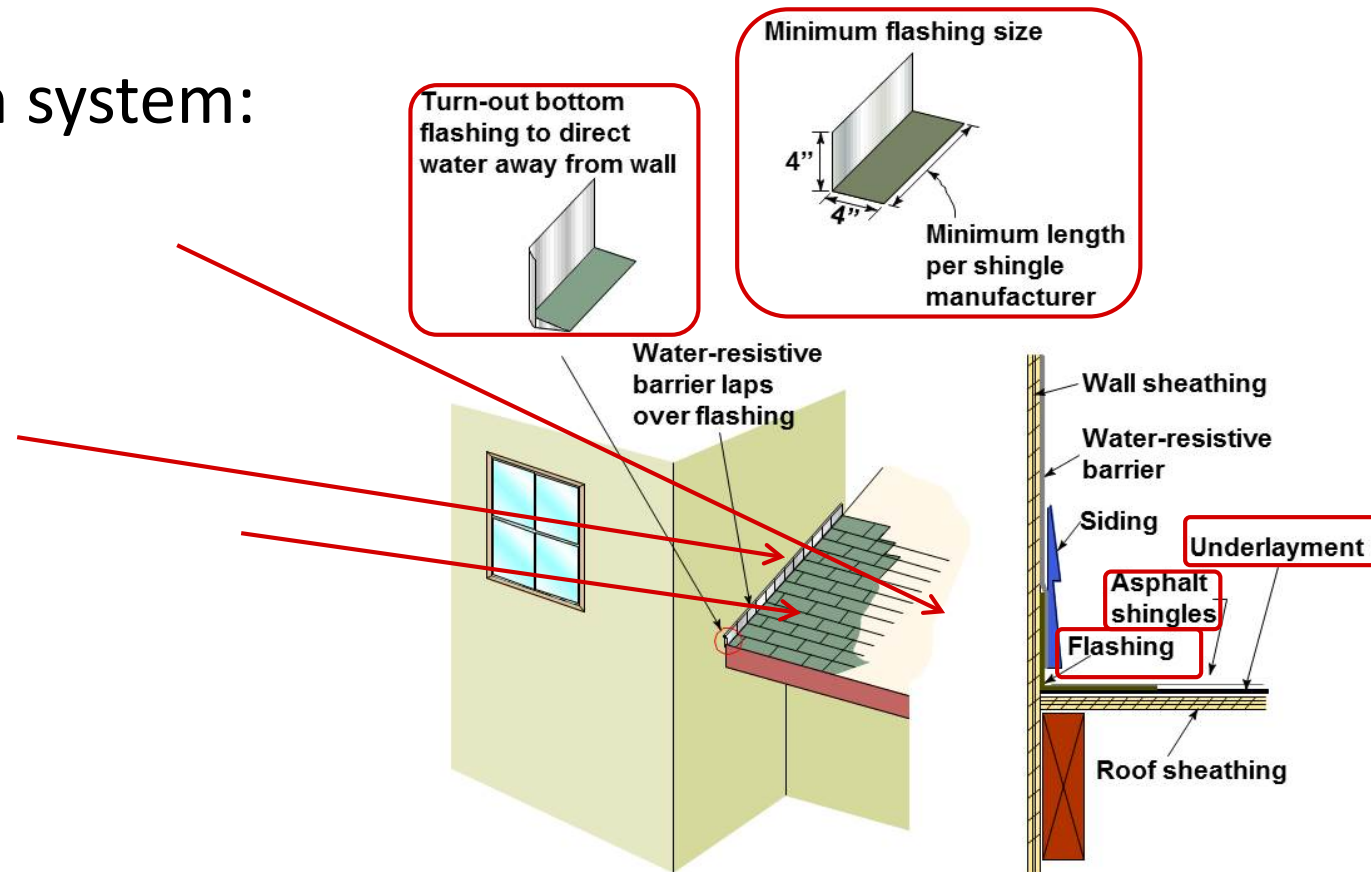 n system:
Turn-out bottom
flashing to direct
water away from wall
Minimum flashing size
4”
4”
Minimum length
per shingle
manufacturer
Water-resistive
barrier laps
over flashing
Wall sheathing
Water-resistive
barrier
Siding
Underlayment
Asphalt
shingles
Flashing
Roof sheathing